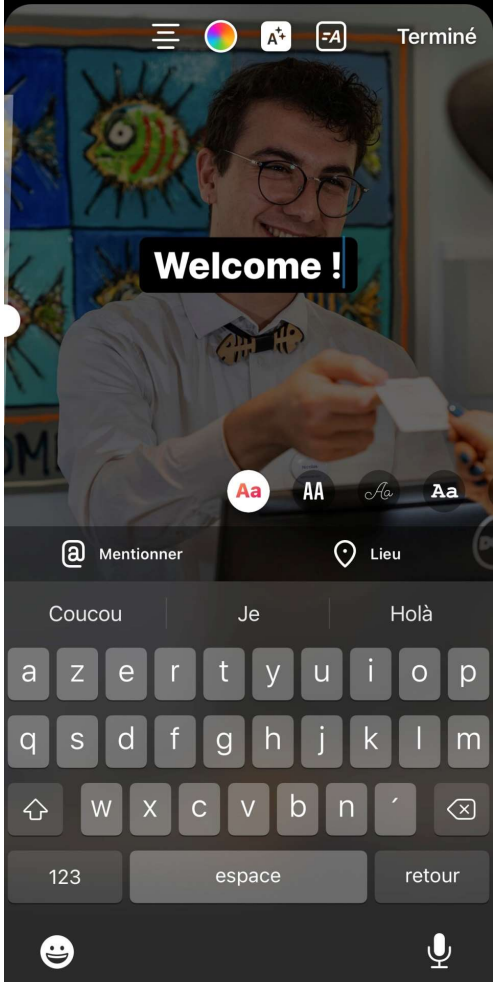 Terminé
Welcome !
Aa AA Aa Aa
Mentionner Lieu
Coucou Je Holà
a z e r t y u i o p
q s d f g h j k l m
w x c v b n ´
123 espace retour